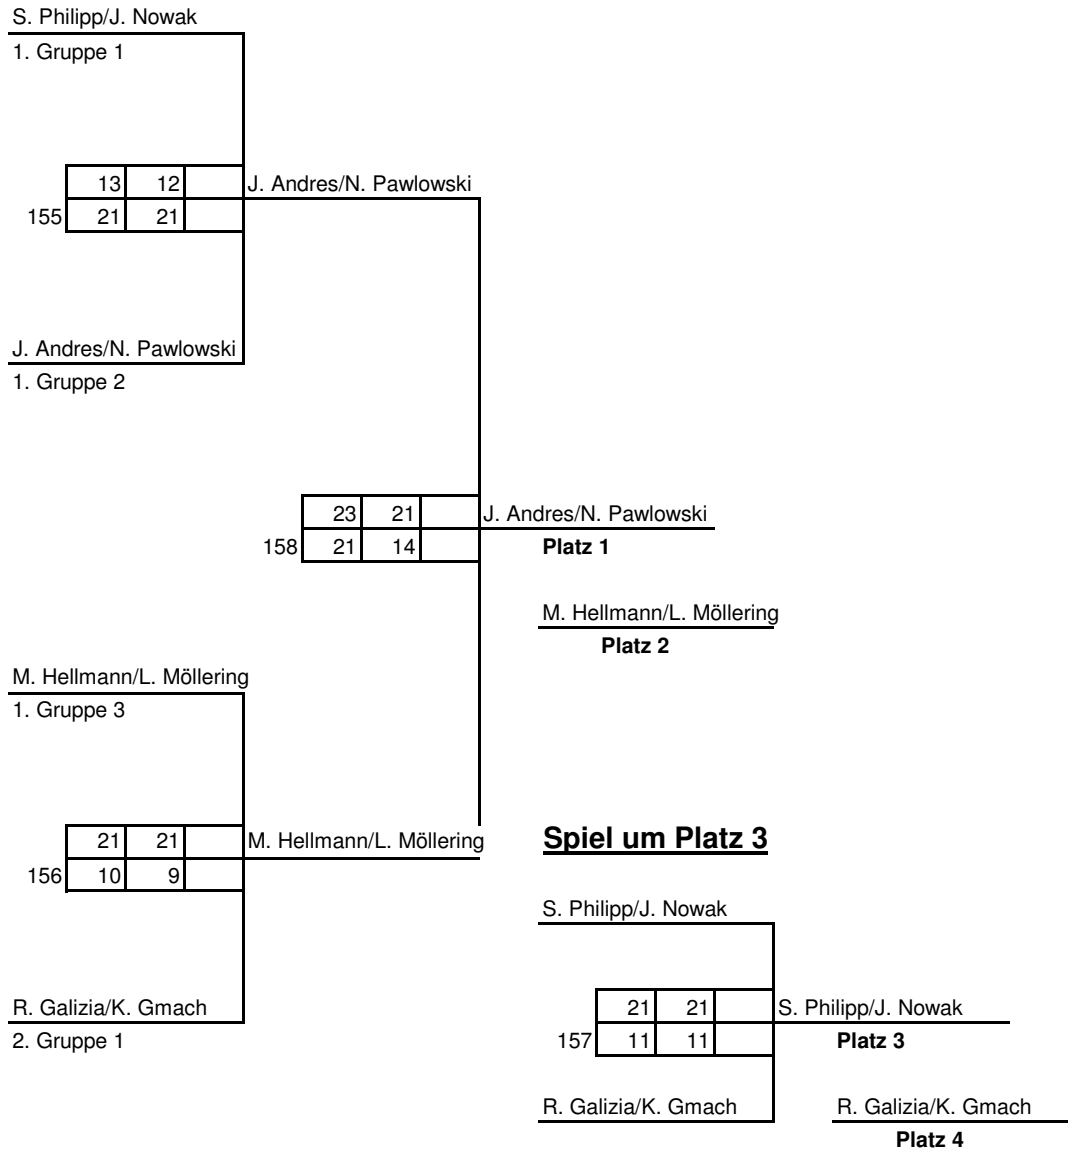 S. Philipp/J. Nowak
1. Gruppe 1
13 12 J. Andres/N. Pawlowski
155 21 21
J. Andres/N. Pawlowski
1. Gruppe 2
23 21 J. Andres/N. Pawlowski
158 21 14 Platz 1
M. Hellmann/L. Möllering
Platz 2
M. Hellmann/L. Möllering
1. Gruppe 3
21 21 M. Hellmann/L. Möllering
156 10 9
R. Galizia/K. Gmach
2. Gruppe 1
Spiel um Platz 3
S. Philipp/J. Nowak
21 21 S. Philipp/J. Nowak
157 11 11 Platz 3
R. Galizia/K. Gmach R. Galizia/K. Gmach
Platz 4